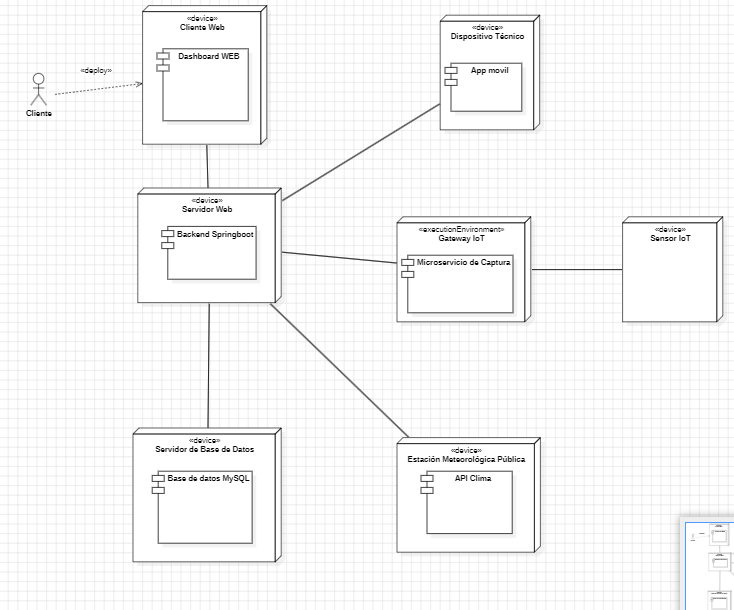 «device»
Cliente Web
Dashboard WEB
«deploy»
Cliente
«device»
Dispositivo Técnico
App movil
«device»
Servidor Web
Backend Springboot
«executionEnvironment»
Gateway IoT
Microservicio de Captura
«device»
Sensor IoT
«device»
Servidor de Base de Datos
Base de datos MySQL
«device»
Estación Meteorológica Pública
API Clima